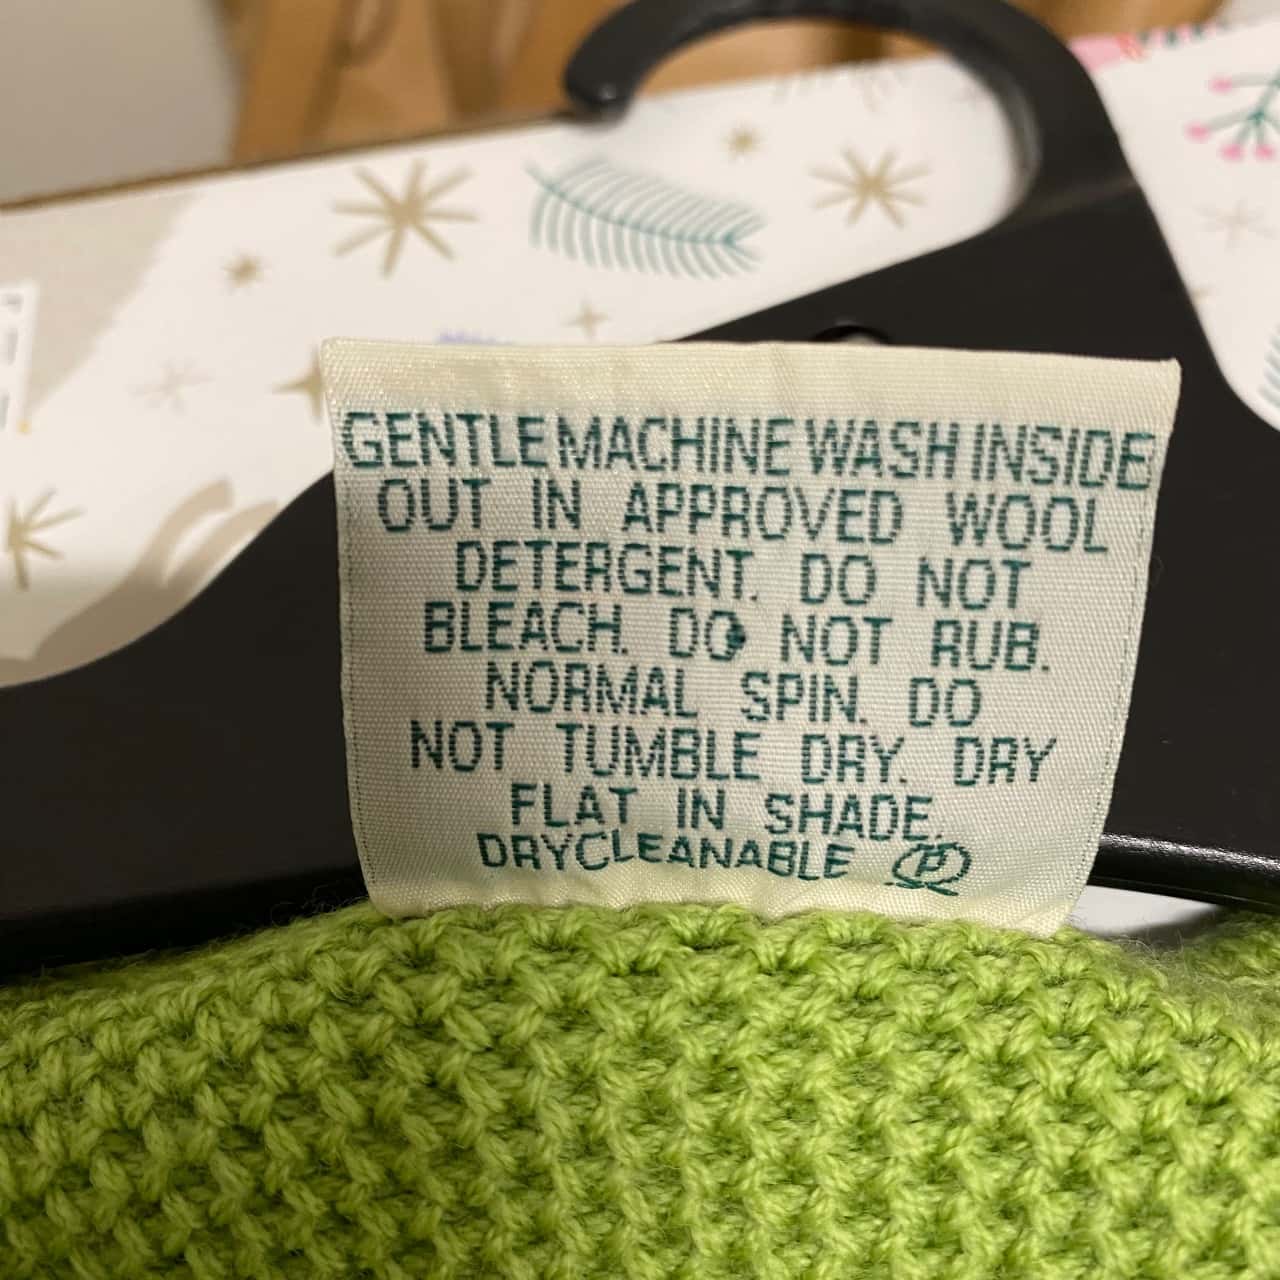 GENTLE MACHINE WASH INSIDE
OUT IN APPROVED WOOL
DETERGENT. DO NOT
BLEACH. DO NOT RUB.
NORMAL SPIN. DO
NOT TUMBLE DRY. DRY
FLAT IN SHADE.
DRYCLEANABLE Ⓟ